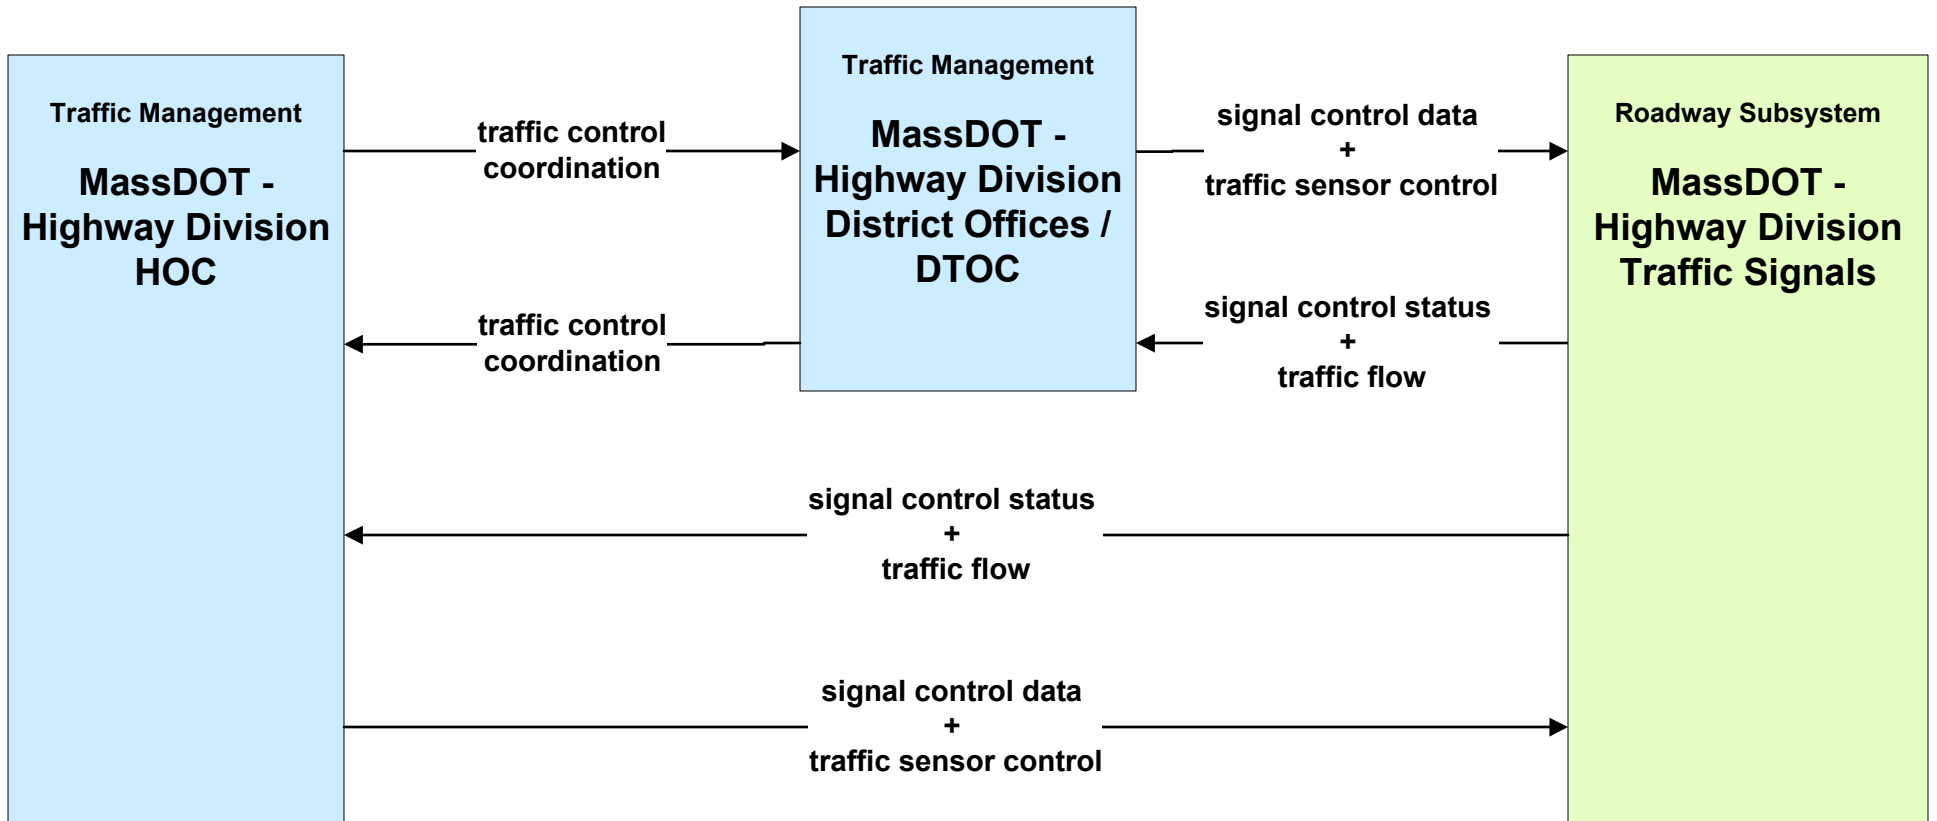 Traffic Management
MassDOT -
Highway Division
HOC
traffic control
coordination
traffic control
coordination
Traffic Management
MassDOT -
Highway Division
District Offices /
DTOC
signal control data
+
traffic sensor control
signal control status
+
traffic flow
Roadway Subsystem
MassDOT -
Highway Division
Traffic Signals
signal control status
+
traffic flow
signal control data
+
traffic sensor control